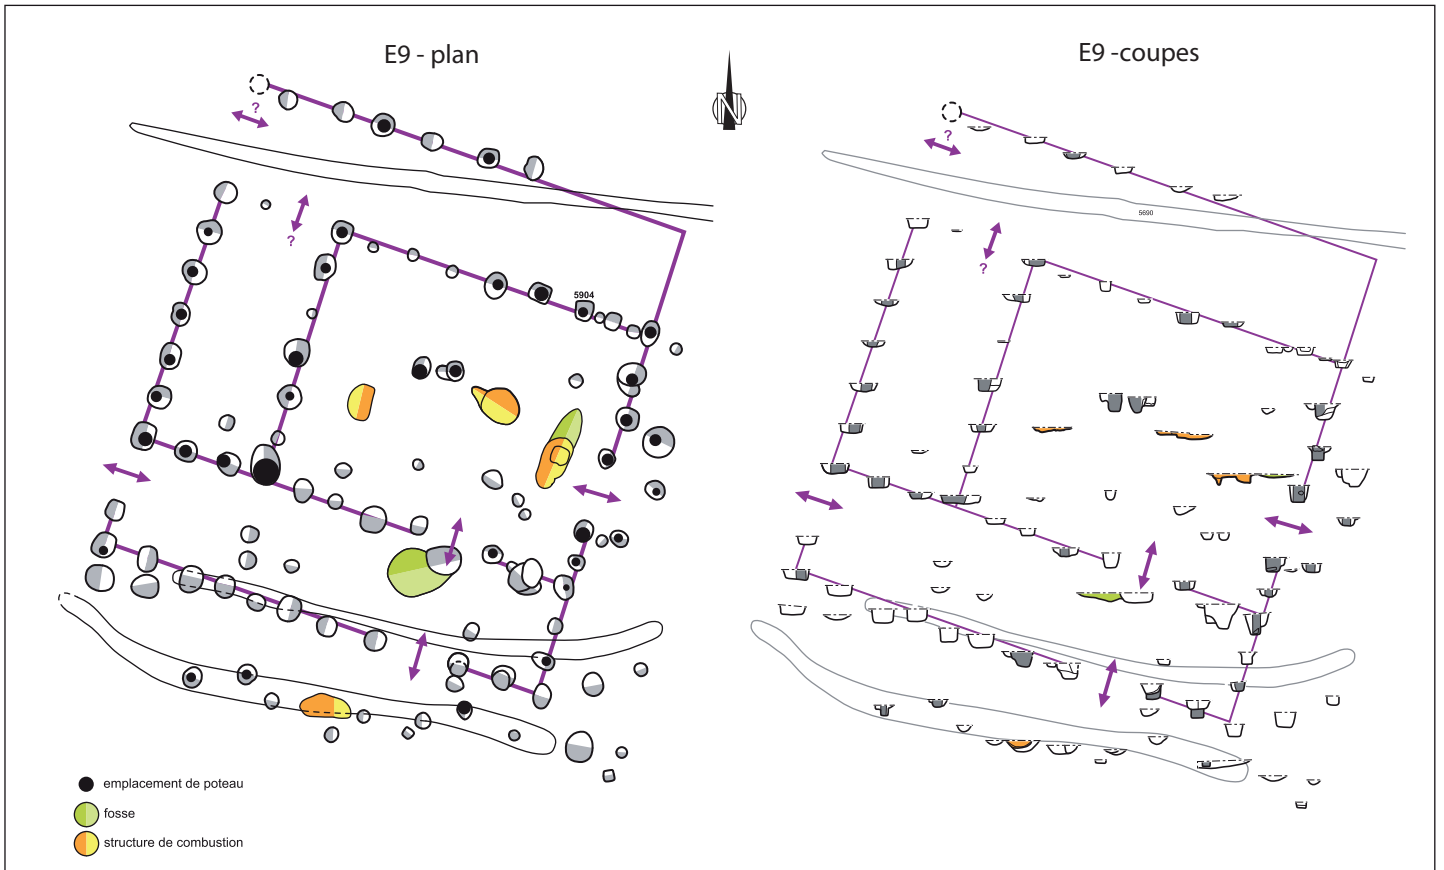 E9 - plan
E9 -coupes
N
?
?
?
?
5690
5904
emplacement de poteau
fosse
structure de combustion